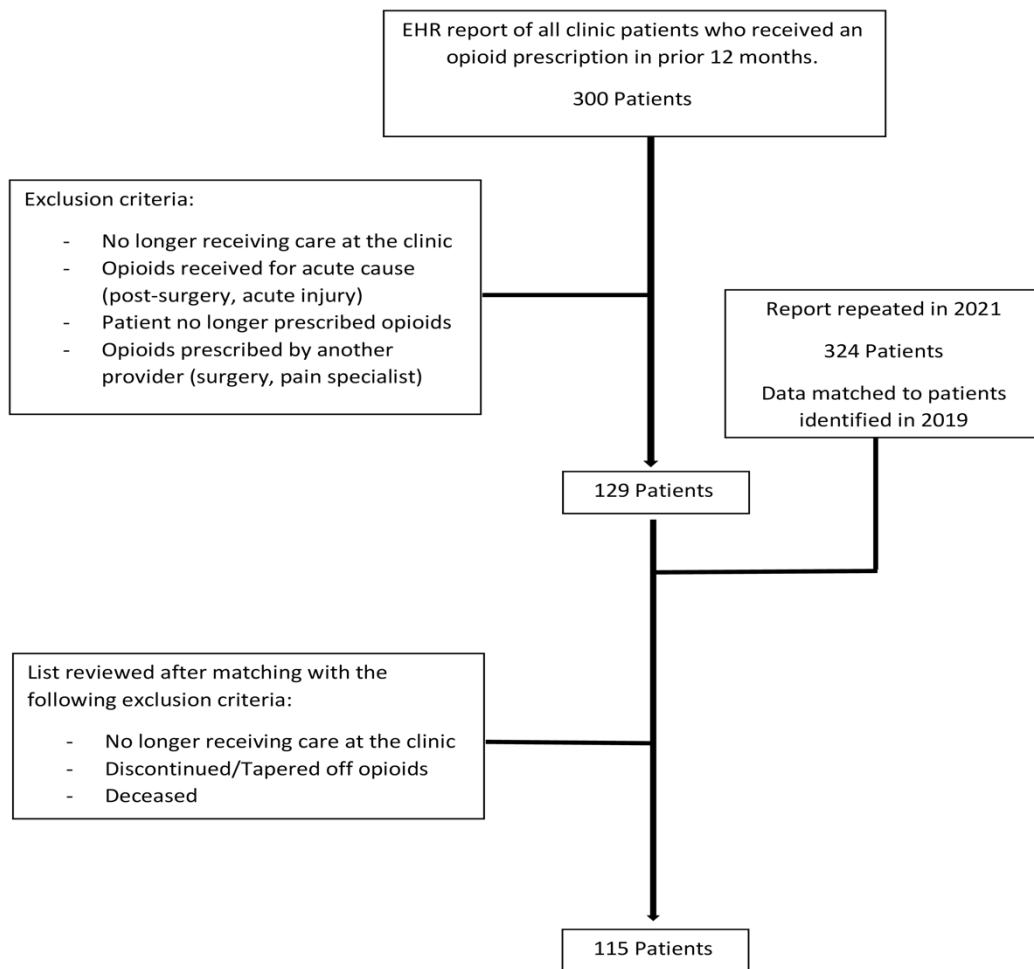 EHR report of all clinic patients who received an
opioid prescription in prior 12 months.
300 Patients
Exclusion criteria:
- No longer receiving care at the clinic
- Opioids received for acute cause
(post-surgery, acute injury)
- Patient no longer prescribed opioids
- Opioids prescribed by another
provider (surgery, pain specialist)
Report repeated in 2021
324 Patients
Data matched to patients
identified in 2019
129 Patients
List reviewed after matching with the
following exclusion criteria:
- No longer receiving care at the clinic
- Discontinued/Tapered off opioids
- Deceased
115 Patients